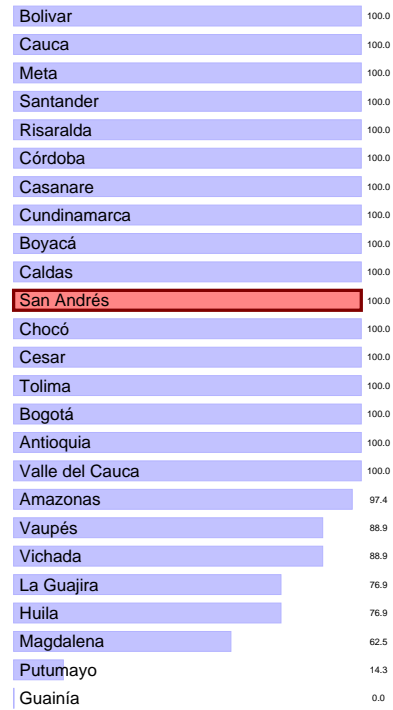 Bolivar 100.0
Cauca 100.0
Meta 100.0
Santander 100.0
Risaralda 100.0
Córdoba 100.0
Casanare 100.0
Cundinamarca 100.0
Boyacá 100.0
Caldas 100.0
San Andrés 100.0
Chocó 100.0
Cesar 100.0
Tolima 100.0
Bogotá 100.0
Antioquia 100.0
Valle del Cauca 100.0
Amazonas 97.4
Vaupés 88.9
Vichada 88.9
La Guajira 76.9
Huila 76.9
Magdalena 62.5
Putumayo 14.3
Guainía 0.0